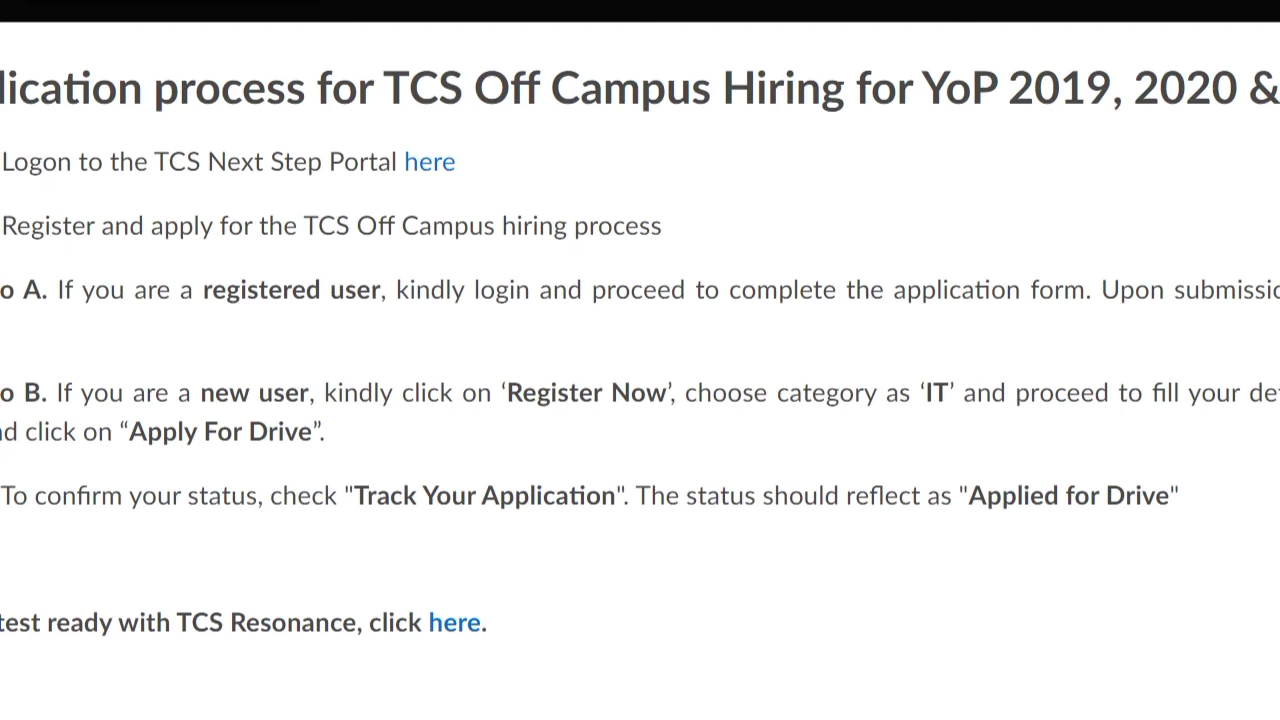 lication process for TCS Off Campus Hiring for YoP 2019, 2020 &
Logon to the TCS Next Step Portal here
Register and apply for the TCS Off Campus hiring process
o A. If you are a registered user, kindly login and proceed to complete the application form. Upon submissio
o B. If you are a new user, kindly click on ‘Register Now’, choose category as ‘IT’ and proceed to fill your de
d click on “Apply For Drive”.
To confirm your status, check "Track Your Application". The status should reflect as "Applied for Drive"
test ready with TCS Resonance, click here.